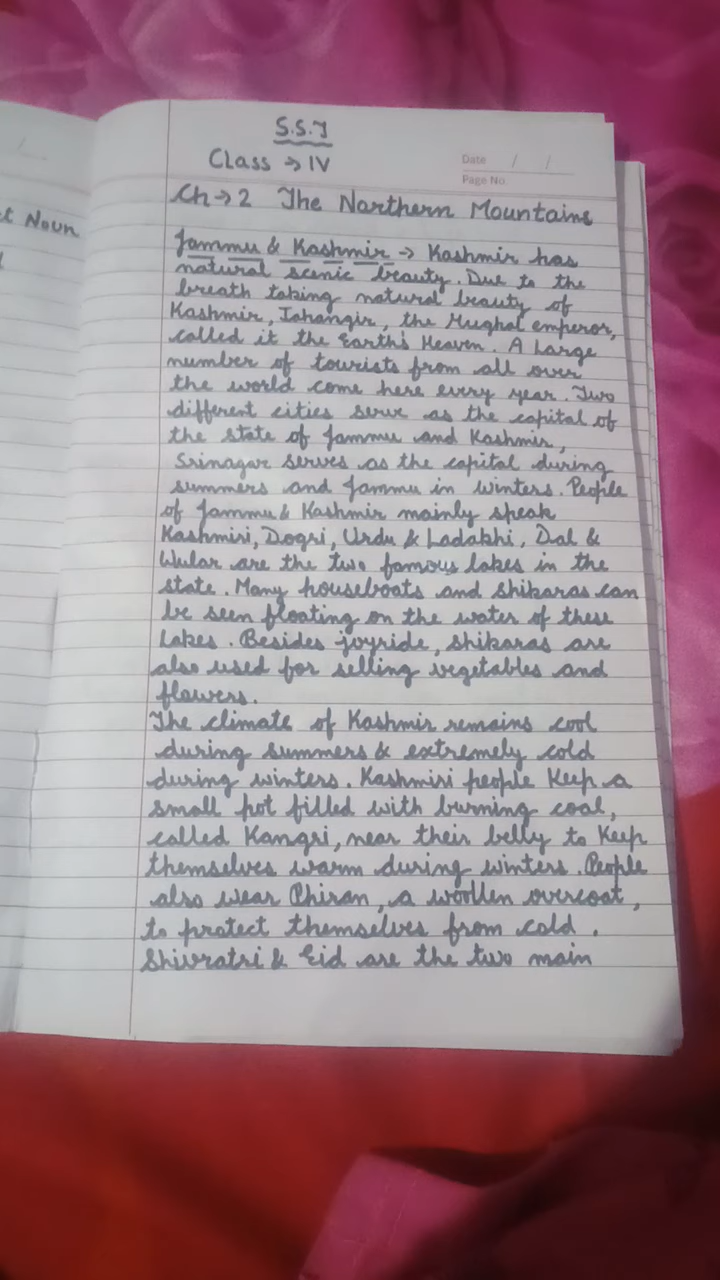 S.S.T
Class → IV
Date / /
Page No.
Ch → 2 The Northern Mountains
Jammu & Kashmir → Kashmir has
natural scenic beauty. Due to the
breath taking natural beauty of
Kashmir, Jahangir, the Mughal emperor,
called it the Earth's Heaven. A Large
number of tourists from all over
the world come here every year. Two
different cities serve as the capital of
the state of Jammu and Kashmir,
Srinagar serves as the capital during
summers and Jammu in winters. People
of Jammu & Kashmir mainly speak
Kashmiri, Dogri, Urdu & Ladakhi, Dal &
Wular are the two famous lakes in the
state. Many houseboats and Shikaras can
be seen floating on the water of these
Lakes. Besides joyride, shikaras are
also used for selling vegetables and
flowers.
The climate of Kashmir remains cool
during summers & extremely cold
during winters. Kashmiri people Keep a
small pot filled with burning coal,
called Kangri, near their belly to Keep
themselves warm during winters. People
also wear Phiran, a woollen overcoat,
to protect themselves from cold.
Shivratri & Eid are the two main
Noun